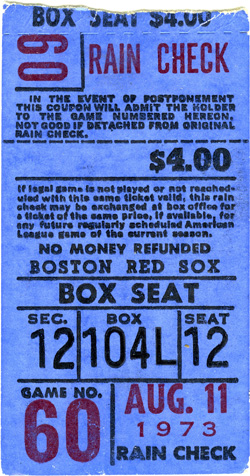 BOX SEAT $4.00
60
RAIN CHECK
IN THE EVENT OF POSTPONEMENT
THIS COUPON WILL ADMIT THE HOLDER
TO THE GAME NUMBERED HEREON.
NOT GOOD IF DETACHED FROM ORIGINAL
RAIN CHECK.
$4.00
If legal game is not played or not resched-
uled with this same ticket valid, this rain
check may be exchanged at box office for
a ticket of the same price, if available, for
any future regularly scheduled American
League game of the current season.
NO MONEY REFUNDED
BOSTON RED SOX
BOX SEAT
SEC. BOX SEAT
12 104L 12
GAME NO.
60
AUG. 11
1973
RAIN CHECK